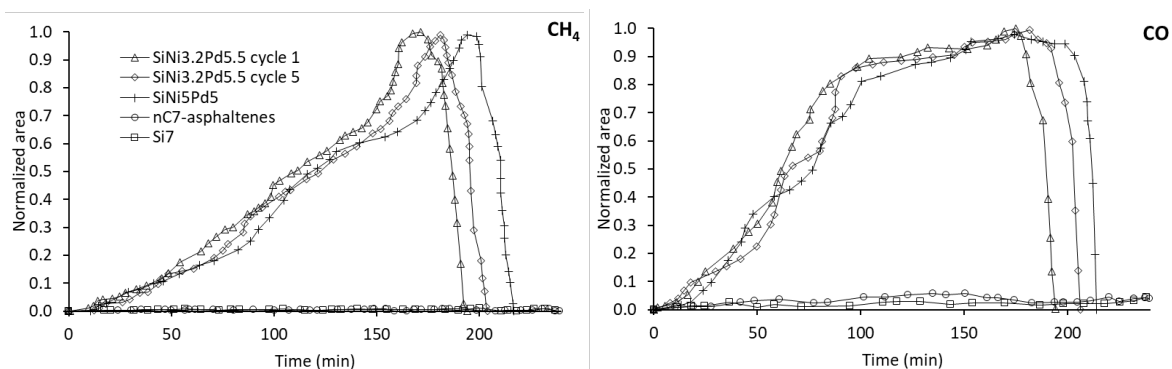 CH4
1.0
0.9
0.8
0.7
0.6
0.5
0.4
0.3
0.2
0.1
0.0
Normalized area
SiNi3.2Pd5.5 cycle 1
SiNi3.2Pd5.5 cycle 5
SiNi5Pd5
nC7-asphaltenes
Si7
0 50 100 150 200
Time (min)
CO
1.0
0.9
0.8
0.7
0.6
0.5
0.4
0.3
0.2
0.1
0.0
Normalized area
0 50 100 150 200
Time (min)